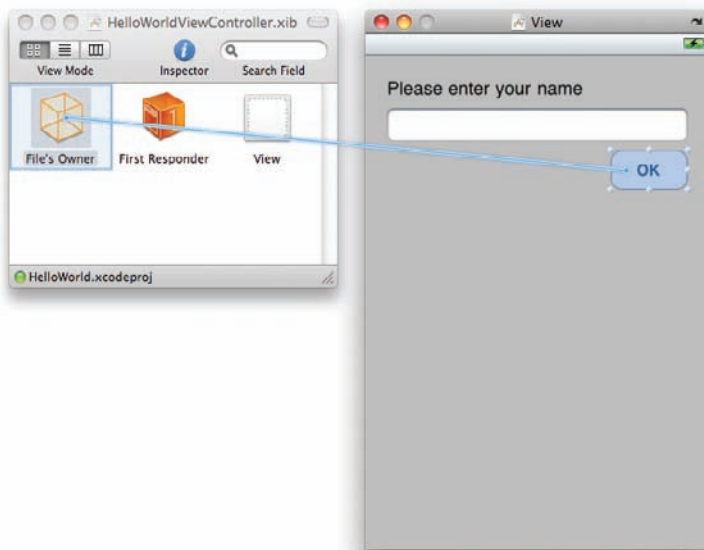 HelloWorldViewController.xib
View Mode
Inspector
Search Field
File's Owner
First Responder
View
HelloWorld.xcodeproj
View
Please enter your name
OK